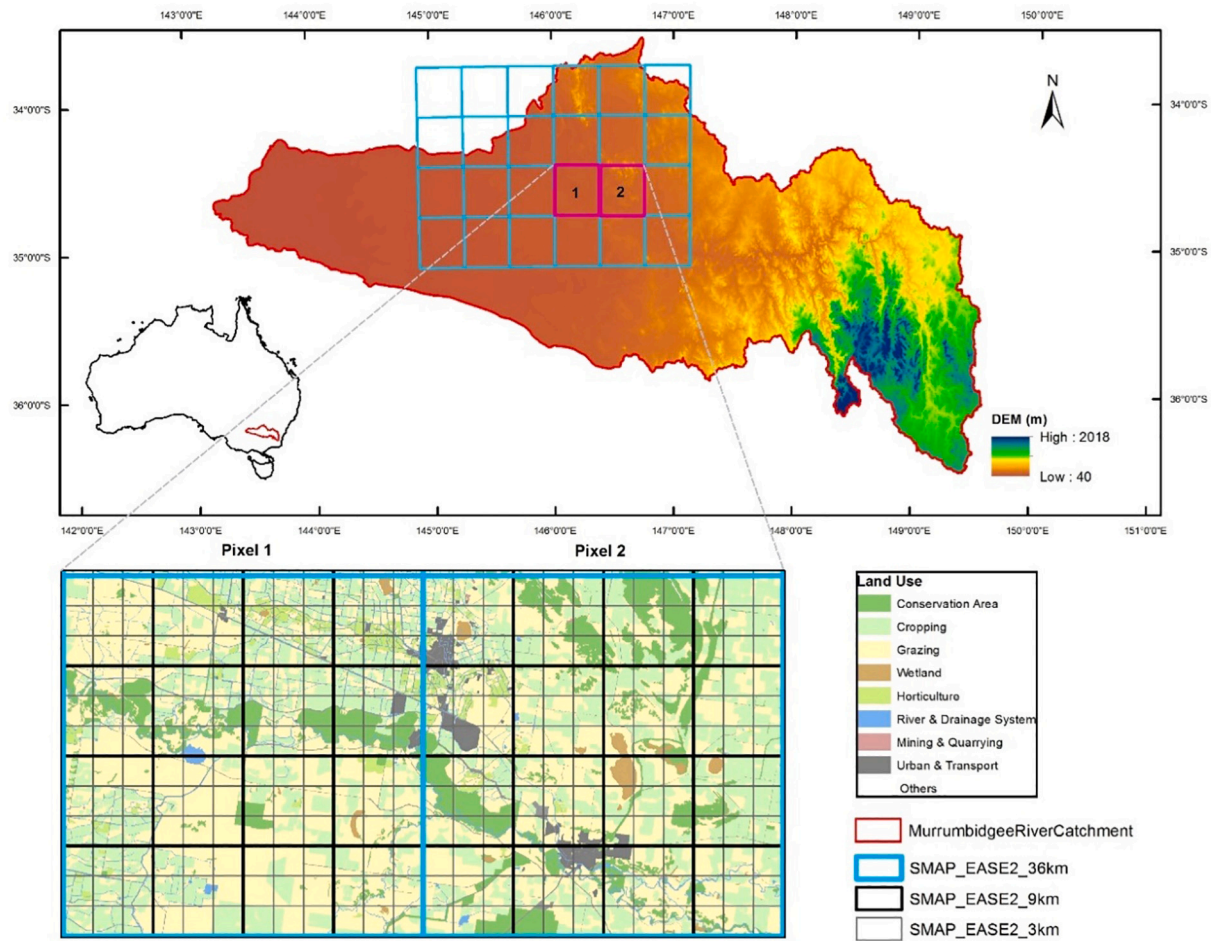 143°0'0"E 144°0'0"E 145°0'0"E 146°0'0"E 147°0'0"E 148°0'0"E 149°0'0"E 150°0'0"E
34°0'0"S 34°0'0"S
N
1 2
35°0'0"S 35°0'0"S
36°0'0"S 36°0'0"S
DEM (m)
High : 2018
Low : 40
142°0'0"E 143°0'0"E 144°0'0"E 145°0'0"E 146°0'0"E 147°0'0"E 148°0'0"E 149°0'0"E 150°0'0"E 151°0'0"E
Pixel 1 Pixel 2
Land Use
Conservation Area
Cropping
Grazing
Wetland
Horticulture
River & Drainage System
Mining & Quarrying
Urban & Transport
Others
MurrumbidgeeRiverCatchment
SMAP_EASE2_36km
SMAP_EASE2_9km
SMAP_EASE2_3km